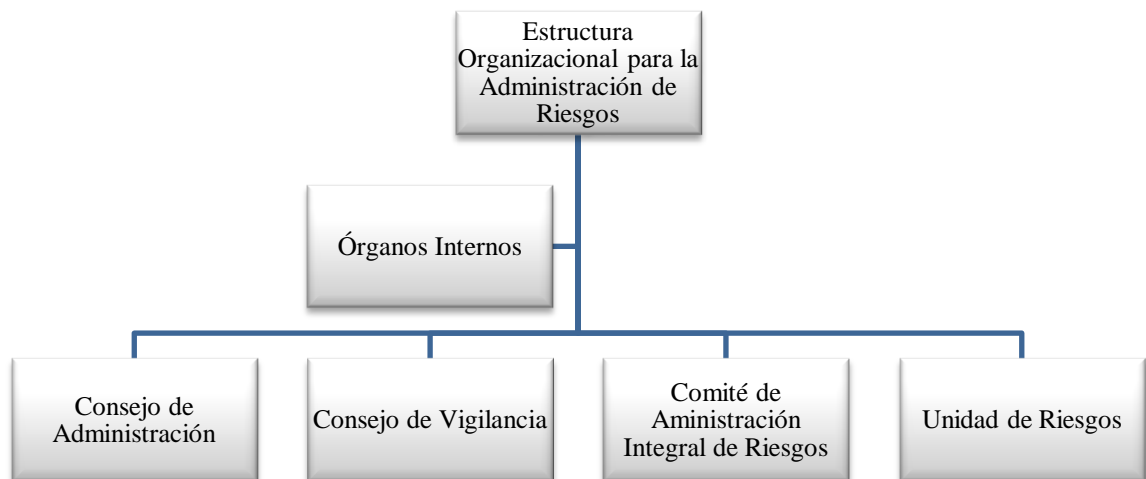 Estructura
Organizacional para la
Administración de
Riesgos
Órganos Internos
Consejo de
Administración
Consejo de Vigilancia
Comité de
Aministración
Integral de Riesgos
Unidad de Riesgos